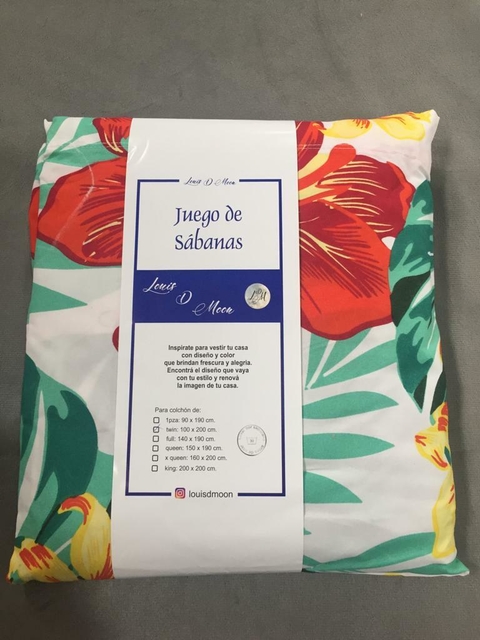 Louis D Moon
Juego de
Sábanas
Louis
D
Moon
LDM
Inspirate para vestir tu casa
con diseño y color
que brindan frescura y alegria.
Encontrá el diseño que vaya
con tu estilo y renová
la imagen de tu casa.
Para colchón de:
1pza: 90 x 190 cm.
twin: 100 x 200 cm.
full: 140 x 190 cm.
queen: 150 x 190 cm.
x queen: 160 x 200 cm.
king: 200 x 200 cm.
louisdmoon